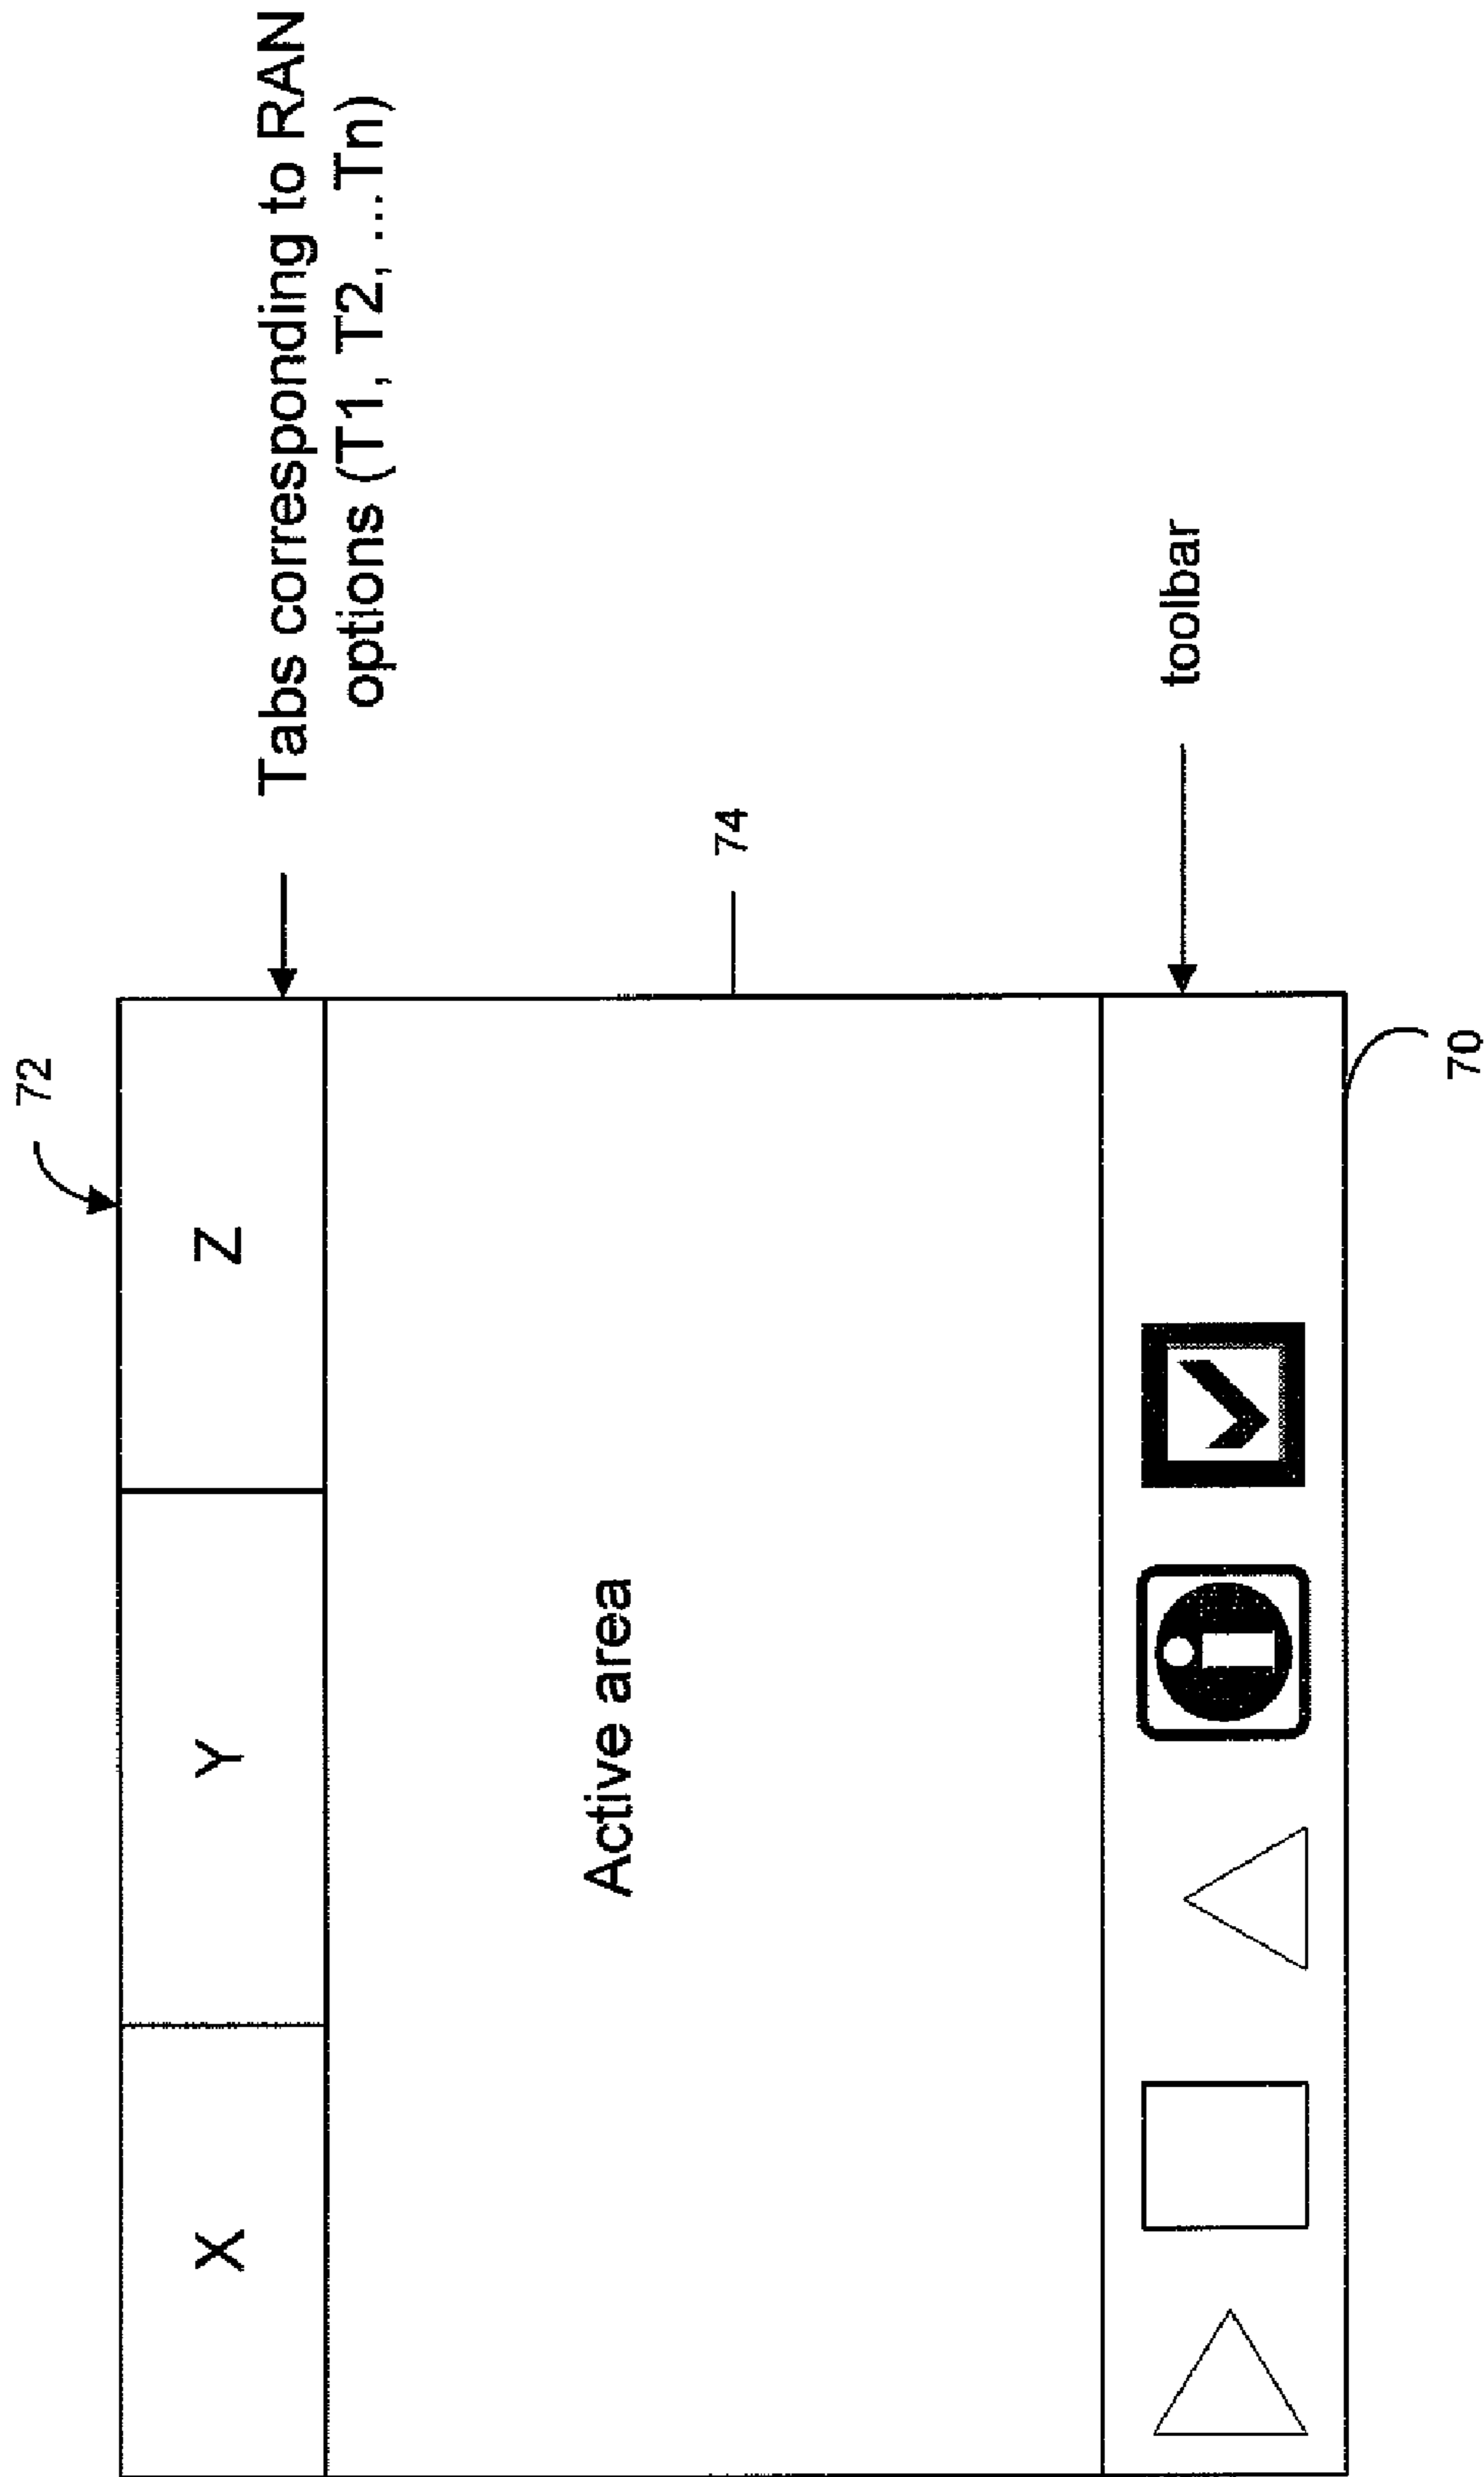 72
X
Y
Z
Tabs corresponding to RAN
options (T1, T2, ...Tn)
Active area
74
toolbar
70